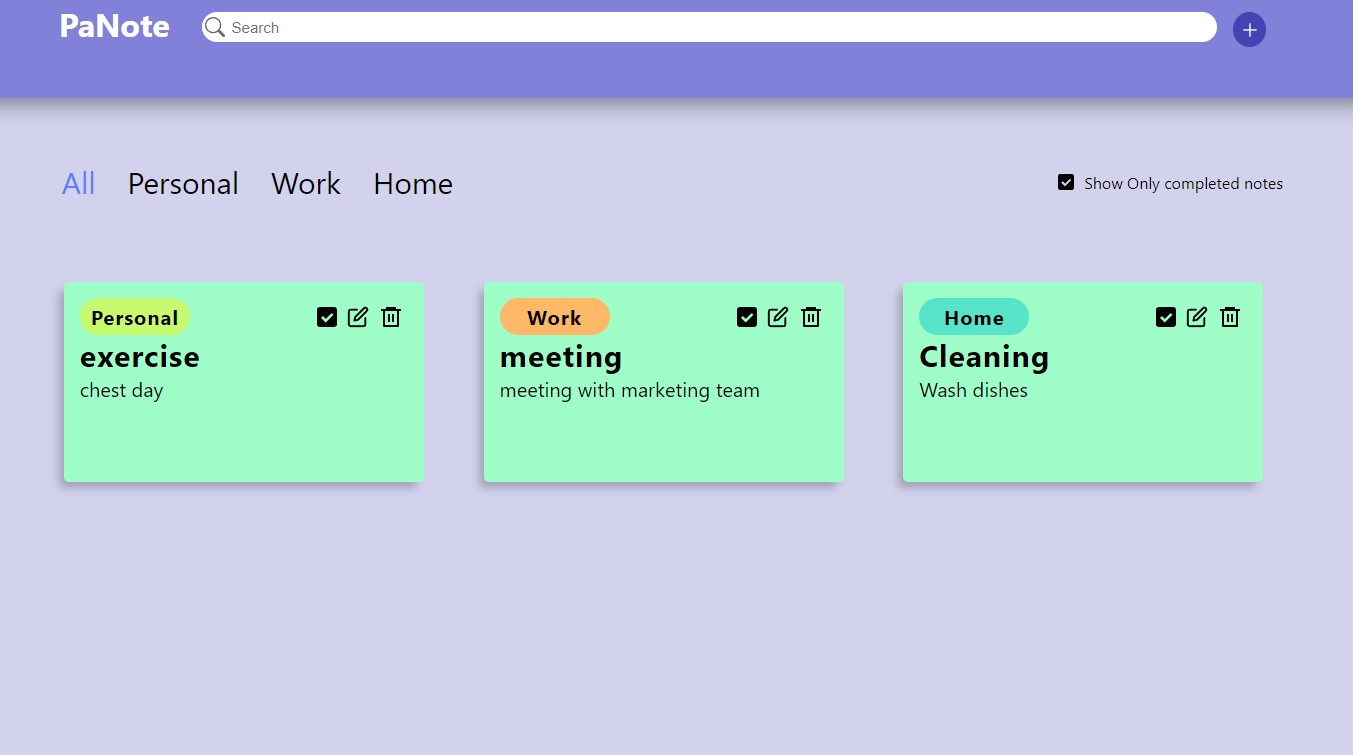 PaNote
Search
All Personal Work Home
Show Only completed notes
Personal
exercise
chest day
Work
meeting
meeting with marketing team
Home
Cleaning
Wash dishes